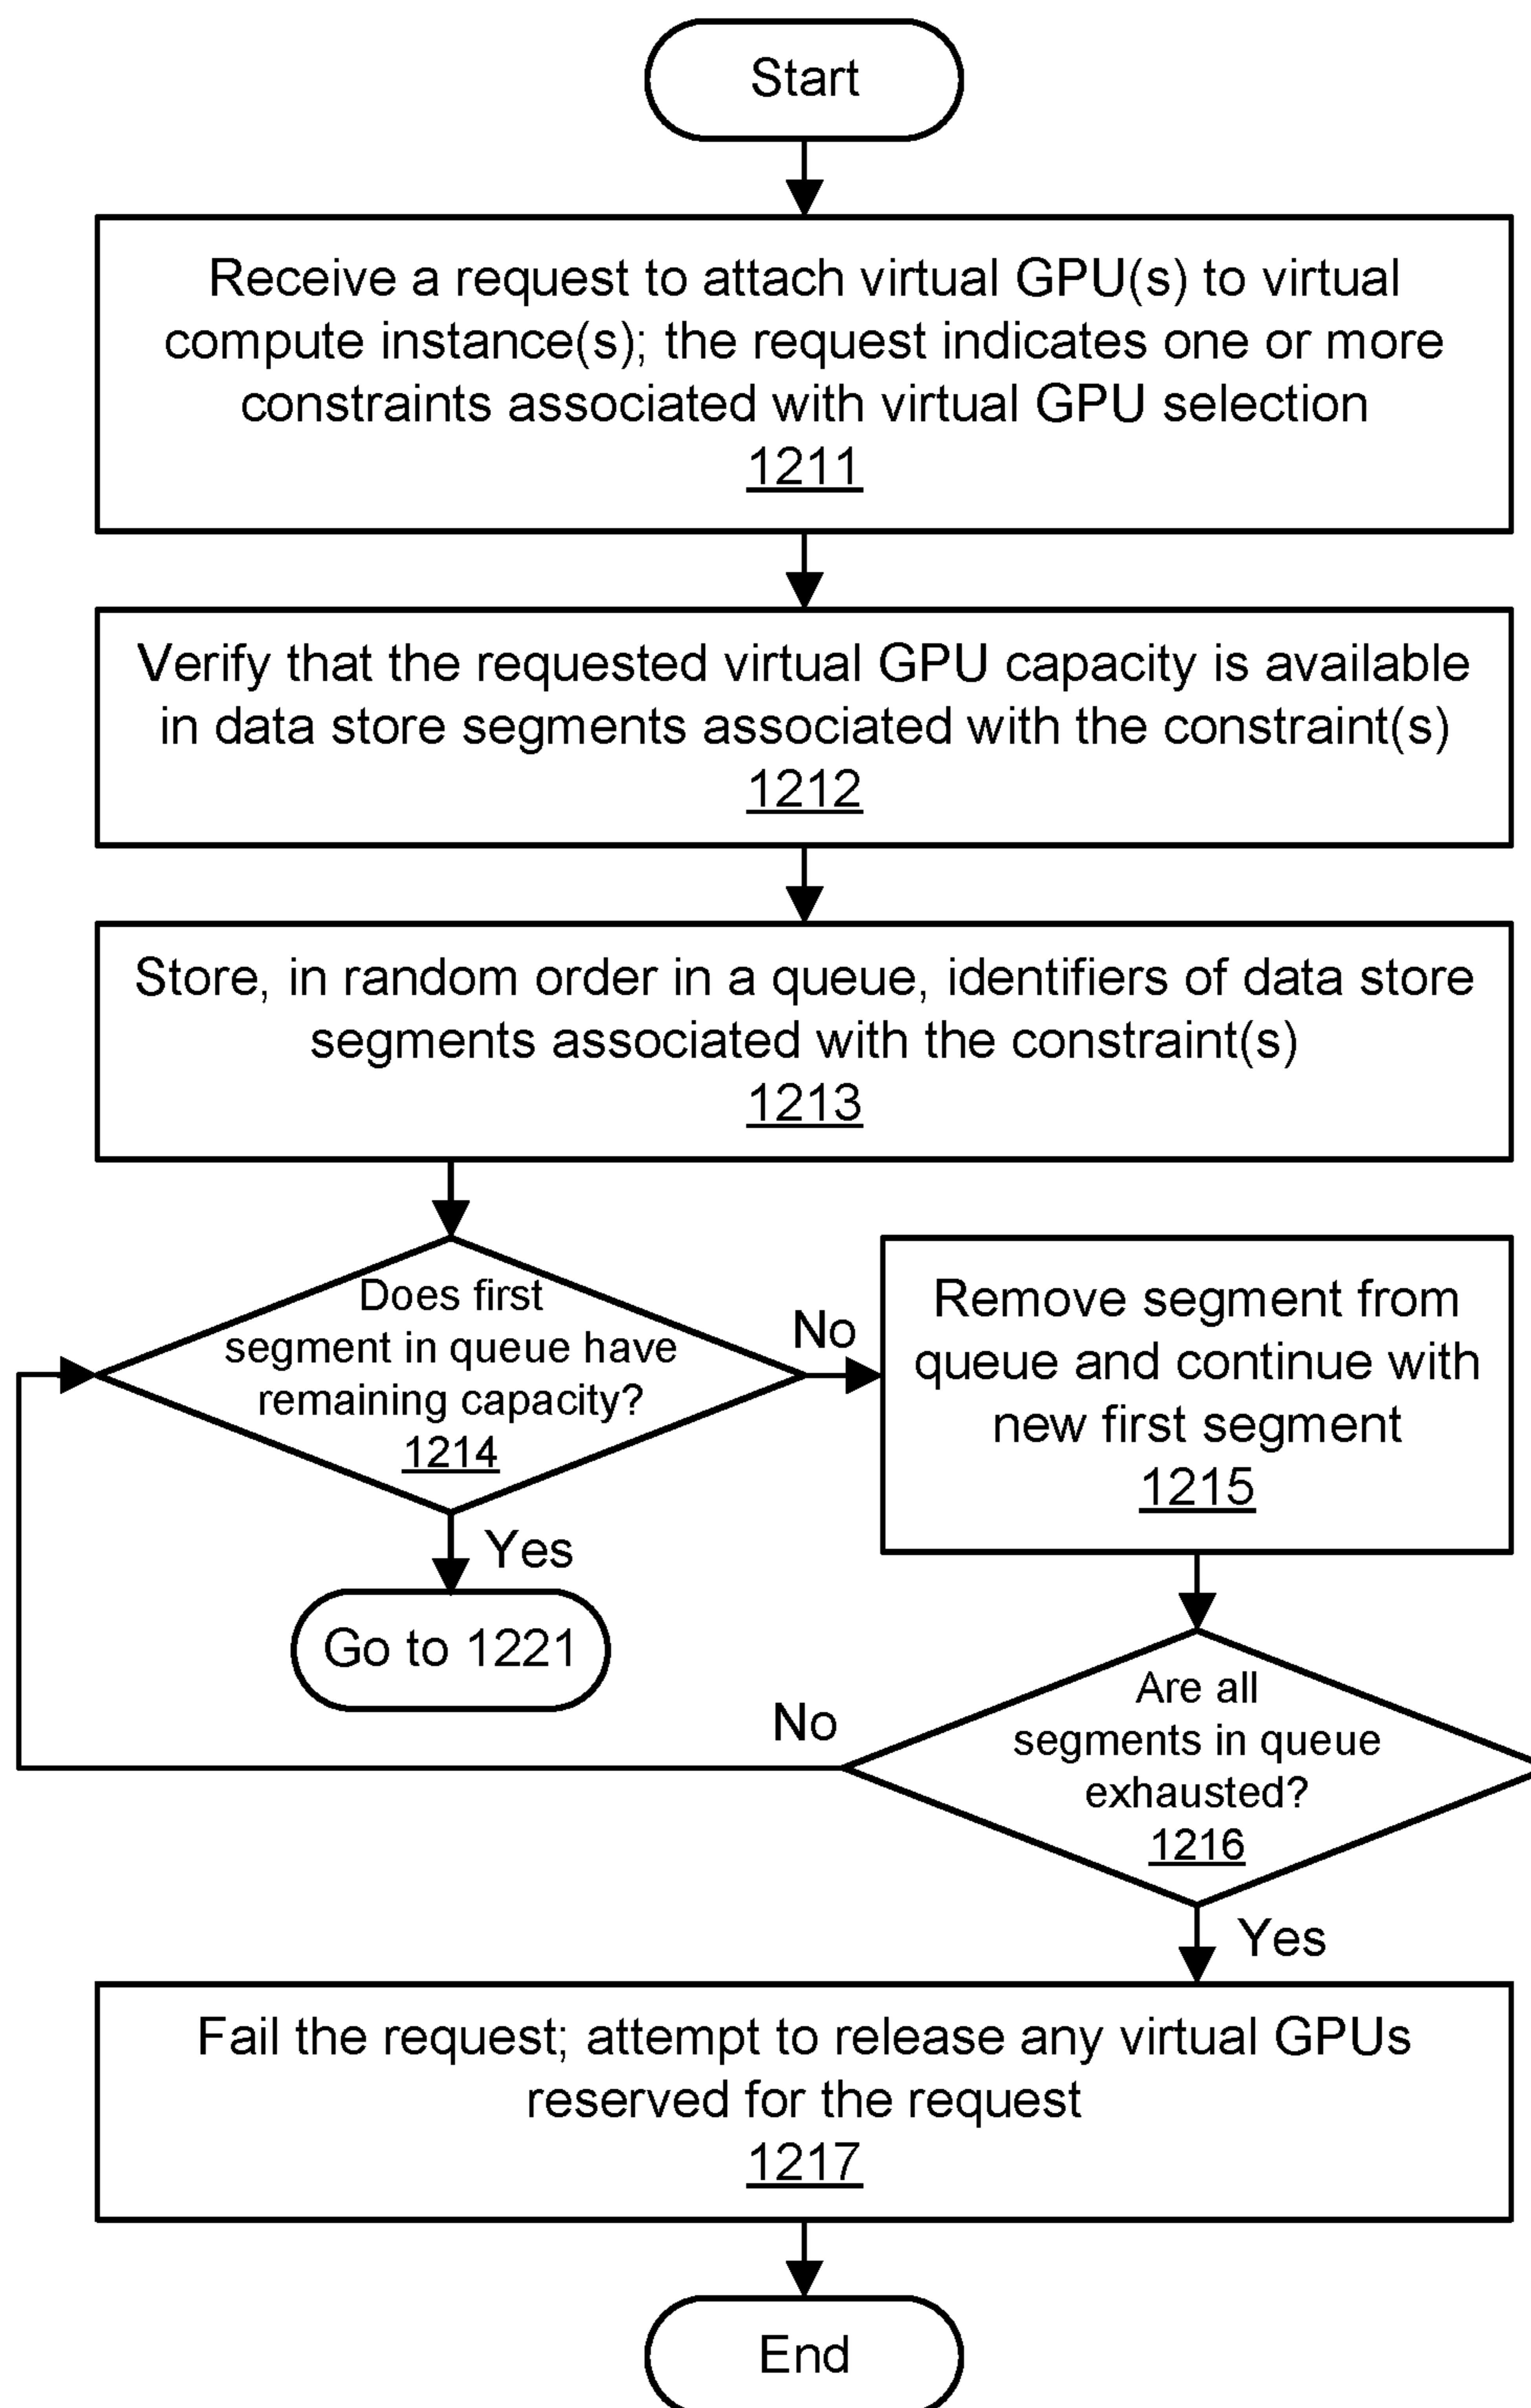 Start
Receive a request to attach virtual GPU(s) to virtual
compute instance(s); the request indicates one or more
constraints associated with virtual GPU selection
1211
Verify that the requested virtual GPU capacity is available
in data store segments associated with the constraint(s)
1212
Store, in random order in a queue, identifiers of data store
segments associated with the constraint(s)
1213
Does first
segment in queue have
remaining capacity?
1214
No
Remove segment from
queue and continue with
new first segment
1215
Yes
Go to 1221
No
Are all
segments in queue
exhausted?
1216
Yes
Fail the request; attempt to release any virtual GPUs
reserved for the request
1217
End